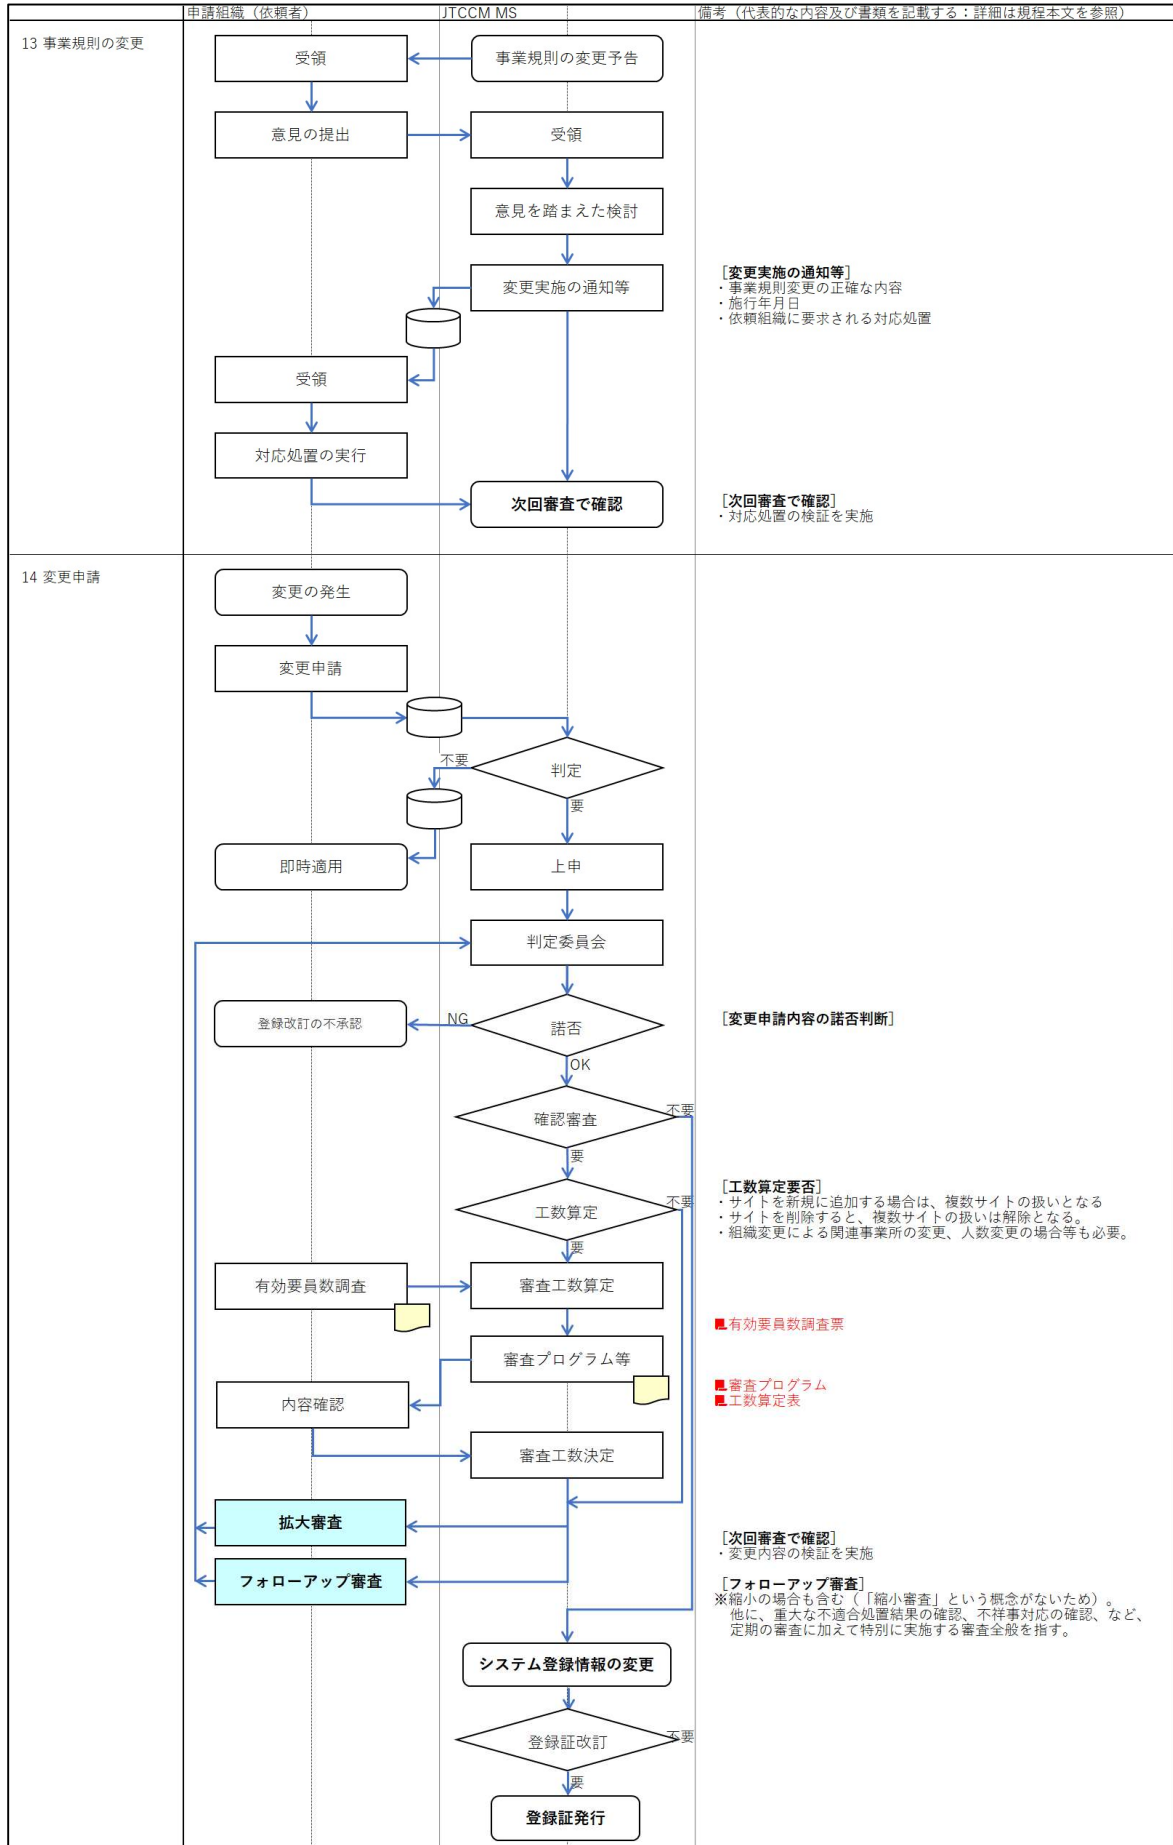 申請組織（依頼者）
JTCCM MS
備考（代表的な内容及び書類を記載する：詳細は規程本文を参照）
13 事業規則の変更
受領
事業規則の変更予告
意見の提出
受領
意見を踏まえた検討
変更実施の通知等
［変更実施の通知等］
・事業規則変更の正確な内容
・施行年月日
・依頼組織に要求される対応処置
受領
対応処置の実行
次回審査で確認
［次回審査で確認］
・対応処置の検証を実施
14 変更申請
変更の発生
変更申請
不要
判定
要
即時適用
上申
判定委員会
登録改訂の不承認
NG
諾否
［変更申請内容の諾否判断］
OK
確認審査
不要
要
工数算定
不要
［工数算定要否］
・サイトを新規に追加する場合は、複数サイトの扱いとなる
・サイトを削除すると、複数サイトの扱いは解除となる。
・組織変更による関連事業所の変更、人数変更の場合等も必要。
要
有効要員数調査
審査工数算定
有効要員数調査票
審査プログラム等
審査プログラム
工数算定表
内容確認
審査工数決定
拡大審査
［次回審査で確認］
・変更内容の検証を実施
フォローアップ審査
［フォローアップ審査］
※縮小の場合も含む（「縮小審査」という概念がないため）。
他に、重大な不適合処置結果の確認、不祥事対応の確認、など、
定期の審査に加えて特別に実施する審査全般を指す。
システム登録情報の変更
登録証改訂
不要
要
登録証発行